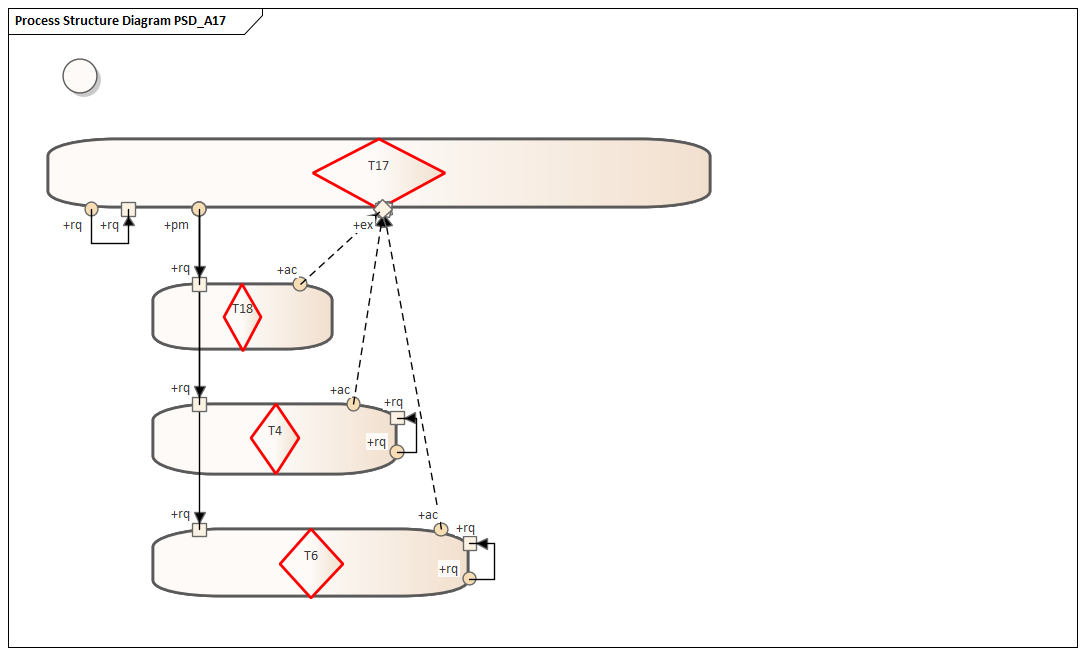 Process Structure Diagram PSD_A17
T17
+rq
+rq
+pm
+ex
+rq
+ac
T18
+rq
+ac
+rq
T4
+rq
+rq
+ac
+rq
T6
+rq